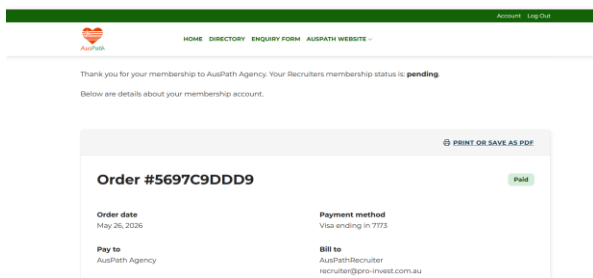 Account Log Out
AusPath
HOME DIRECTORY ENQUIRY FORM AUSPATH WEBSITE
Thank you for your membership to AusPath Agency. Your Recruiters membership status is: pending.
Below are details about your membership account.
PRINT OR SAVE AS PDF
Order #5697C9DDD9
Paid
Order date
May 26, 2026
Payment method
Visa ending in 7173
Pay to
AusPath Agency
Bill to
AusPathRecruiter
recruiter@pro-invest.com.au